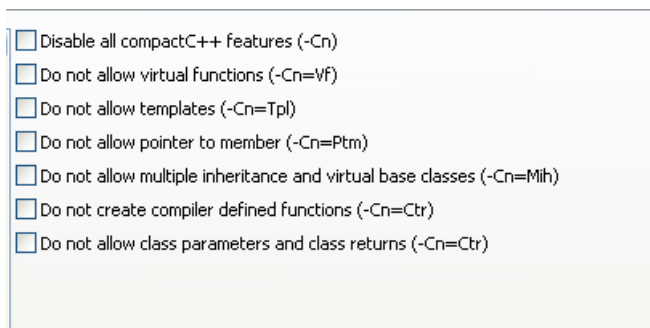 Disable all compactC++ features (-Cn)
Do not allow virtual functions (-Cn=Vf)
Do not allow templates (-Cn=Tpl)
Do not allow pointer to member (-Cn=Ptm)
Do not allow multiple inheritance and virtual base classes (-Cn=Mih)
Do not create compiler defined functions (-Cn=Ctr)
Do not allow class parameters and class returns (-Cn=Ctr)